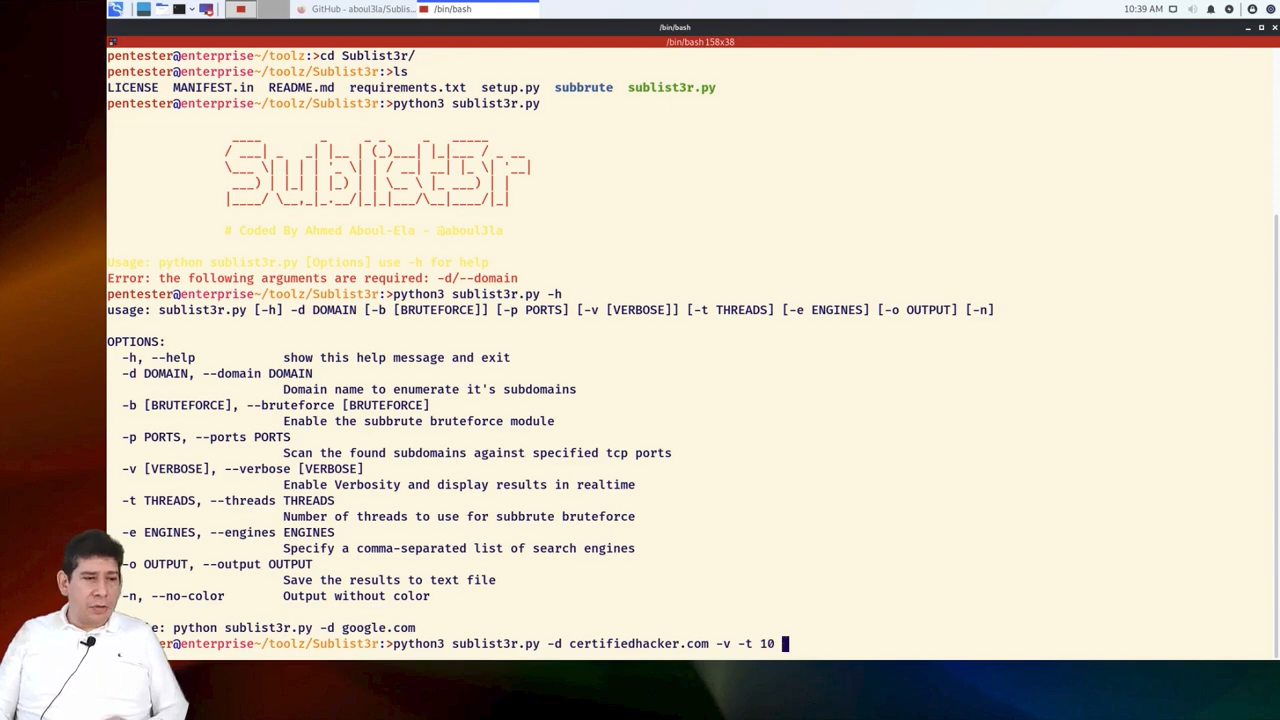 GitHub - aboul3la/Sublis...
/bin/bash
10:39 AM
/bin/bash
/bin/bash 158x38
pentester@enterprise~/toolz:>cd Sublist3r/
pentester@enterprise~/toolz/Sublist3r:>ls
LICENSE MANIFEST.in README.md requirements.txt setup.py subbrute sublist3r.py
pentester@enterprise~/toolz/Sublist3r:>python3 sublist3r.py
Sublist3r
# Coded By Ahmed Aboul-Ela - @aboul3la
Usage: python sublist3r.py [Options] use -h for help
Error: the following arguments are required: -d/--domain
pentester@enterprise~/toolz/Sublist3r:>python3 sublist3r.py -h
usage: sublist3r.py [-h] -d DOMAIN [-b [BRUTEFORCE]] [-p PORTS] [-v [VERBOSE]] [-t THREADS] [-e ENGINES] [-o OUTPUT] [-n]
OPTIONS:
-h, --help show this help message and exit
-d DOMAIN, --domain DOMAIN
Domain name to enumerate it's subdomains
-b [BRUTEFORCE], --bruteforce [BRUTEFORCE]
Enable the subbrute bruteforce module
-p PORTS, --ports PORTS
Scan the found subdomains against specified tcp ports
-v [VERBOSE], --verbose [VERBOSE]
Enable Verbosity and display results in realtime
-t THREADS, --threads THREADS
Number of threads to use for subbrute bruteforce
-e ENGINES, --engines ENGINES
Specify a comma-separated list of search engines
-o OUTPUT, --output OUTPUT
Save the results to text file
-n, --no-color Output without color
e: python sublist3r.py -d google.com
r@enterprise~/toolz/Sublist3r:>python3 sublist3r.py -d certifiedhacker.com -v -t 10